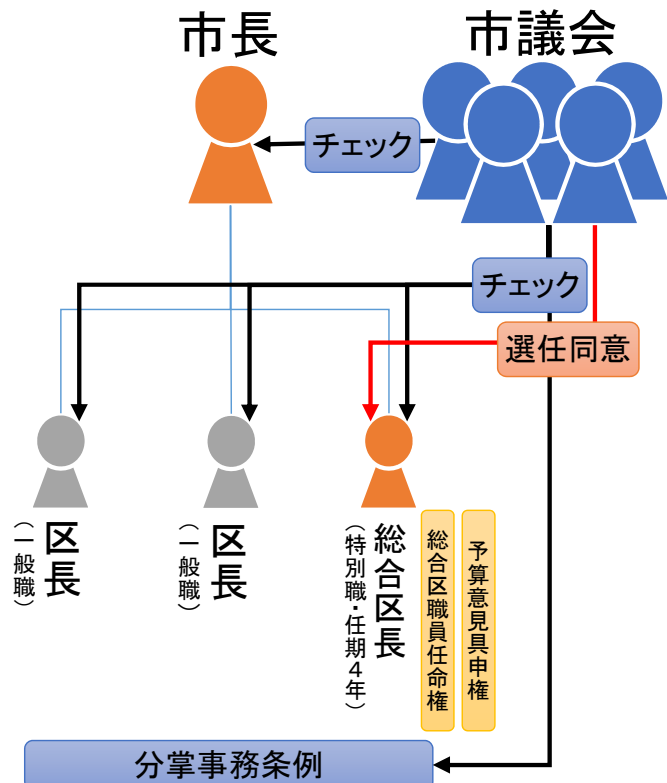 市長
市議会
チェック
チェック
選任同意
区長
（一般職）
区長
（一般職）
総合区長
（特別職・任期４年）
総合区職員任命権
予算意見具申権
分掌事務条例